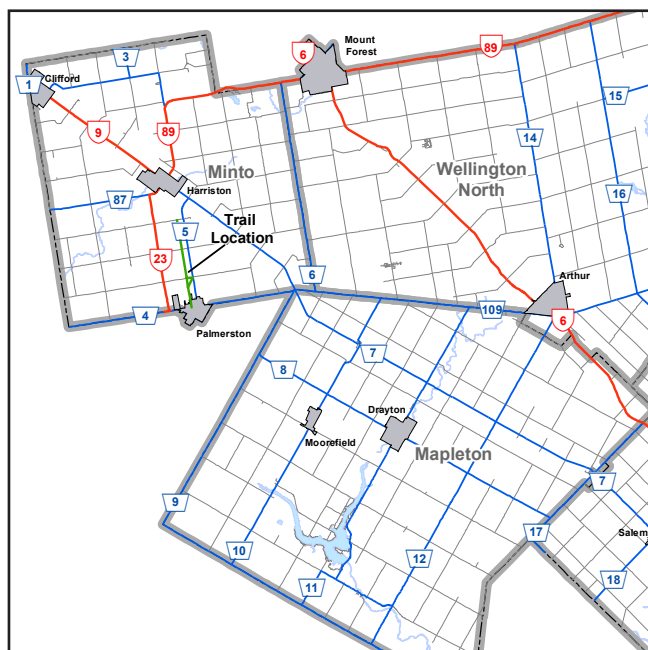 Mount
Forest
6
89
3
1
Clifford
15
9
89
14
Minto
Wellington
North
Harriston
87
16
Trail
Location
5
23
6
Arthur
109
6
4
Palmerston
7
8
Drayton
Moorefield
Mapleton
7
9
17
Salem
10
12
11
18